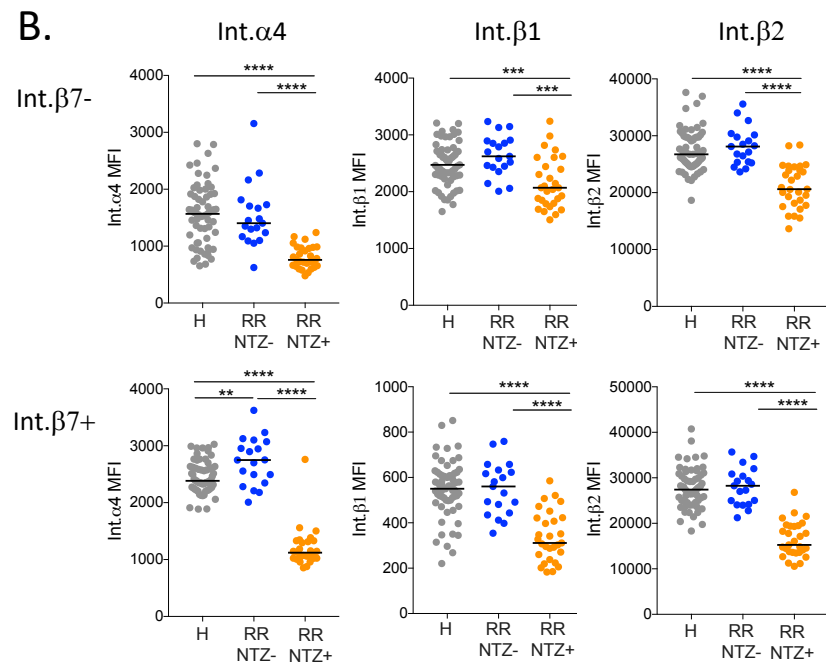 B.
Int.α4
Int.β1
Int.β2
Int.β7-
Int.α4 MFI
4000
3000
2000
1000
0
****
****
H
RR
NTZ-
RR
NTZ+
Int.β1 MFI
4000
3000
2000
1000
0
***
***
H
RR
NTZ-
RR
NTZ+
Int.β2 MFI
40000
30000
20000
10000
0
****
****
H
RR
NTZ-
RR
NTZ+
Int.β7+
Int.α4 MFI
4000
3000
2000
1000
0
****
**
****
H
RR
NTZ-
RR
NTZ+
Int.β1 MFI
1000
800
600
400
200
0
****
****
H
RR
NTZ-
RR
NTZ+
Int.β2 MFI
50000
40000
30000
20000
10000
0
****
****
H
RR
NTZ-
RR
NTZ+